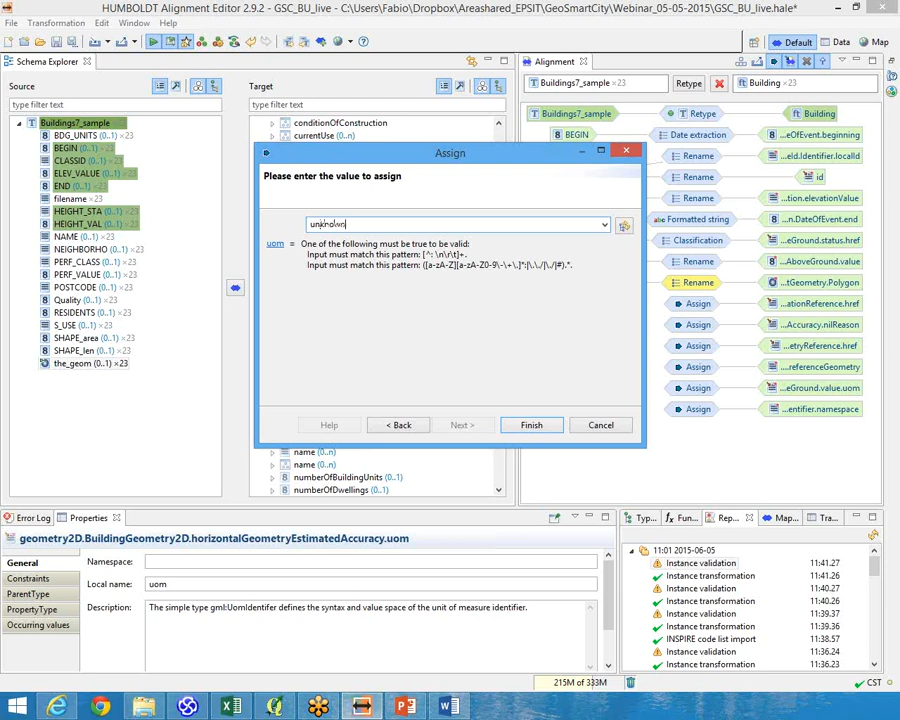 HUMBOLDT Alignment Editor 2.9.2 - GSC_BU_live.hale - C:\Users\Fabio\Dropbox\Areashared_EPSIT\GeoSmartCity\Webinar_05-05-2015\GSC_BU_live.hale*
File Transformation Edit Window Help
Default Data Map
Schema Explorer
Alignment
Source
Target
type filter text
type filter text
Buildings7_sample ×23 Retype Building ×23
Buildings7_sample
BDG_UNITS (0..1) ×23
BEGIN (0..1) ×23
CLASSID (0..1) ×23
ELEV_VALUE (0..1) ×23
END (0..1) ×23
filename (0..1) ×23
HEIGHT_STA (0..1) ×23
HEIGHT_VAL (0..1) ×23
NAME (0..1) ×23
NEIGHBORHO (0..1) ×23
PERF_CLASS (0..1) ×23
PERF_VALUE (0..1) ×23
POSTCODE (0..1) ×23
Quality (0..1) ×23
RESIDENTS (0..1) ×23
S_USE (0..1) ×23
SHAPE_area (0..1) ×23
SHAPE_len (0..1) ×23
the_geom (0..1) ×23
conditionOfConstruction
currentUse (0..n)
name (0..n)
name (0..n)
numberOfBuildingUnits (0..1)
numberOfDwellings (0..1)
Assign
Please enter the value to assign
uom = One of the following must be true to be valid:
Input must match this pattern: [^: \n\r\t]+.
Input must match this pattern: ([a-zA-Z][a-zA-Z0-9\-\+\.]*:|\.\./|\./|#).*.
Help < Back Next > Finish Cancel
Buildings7_sample Retype Building
BEGIN Date extraction ...eOfEvent.beginning
Rename ...eld.Identifier.localId
Rename id
Rename ...tion.elevationValue
Formatted string ...n.DateOfEvent.end
Classification ...eGround.status.href
Rename ...AboveGround.value
Rename ...tGeometry.Polygon
Assign ...ationReference.href
Assign ...Accuracy.nilReason
Assign ...etryReference.href
Assign ...referenceGeometry
Assign ...eGround.value.uom
Assign ...entifier.namespace
Error Log Properties
geometry2D.BuildingGeometry2D.horizontalGeometryEstimatedAccuracy.uom
General
Constraints
ParentType
PropertyType
Occurring values
Namespace:
Local name: uom
Description: The simple type gml:UomIdentifer defines the syntax and value space of the unit of measure identifier.
Typ... Fun... Rep... Map... Tra...
11:01 2015-06-05
Instance validation 11:41.27
Instance transformation 11:41.26
Instance validation 11:40.26
Instance transformation 11:40.26
Instance validation 11:39.37
Instance transformation 11:39.36
INSPIRE code list import 11:38.57
Instance validation 11:36.24
Instance transformation 11:36.23
215M of 333M
CST